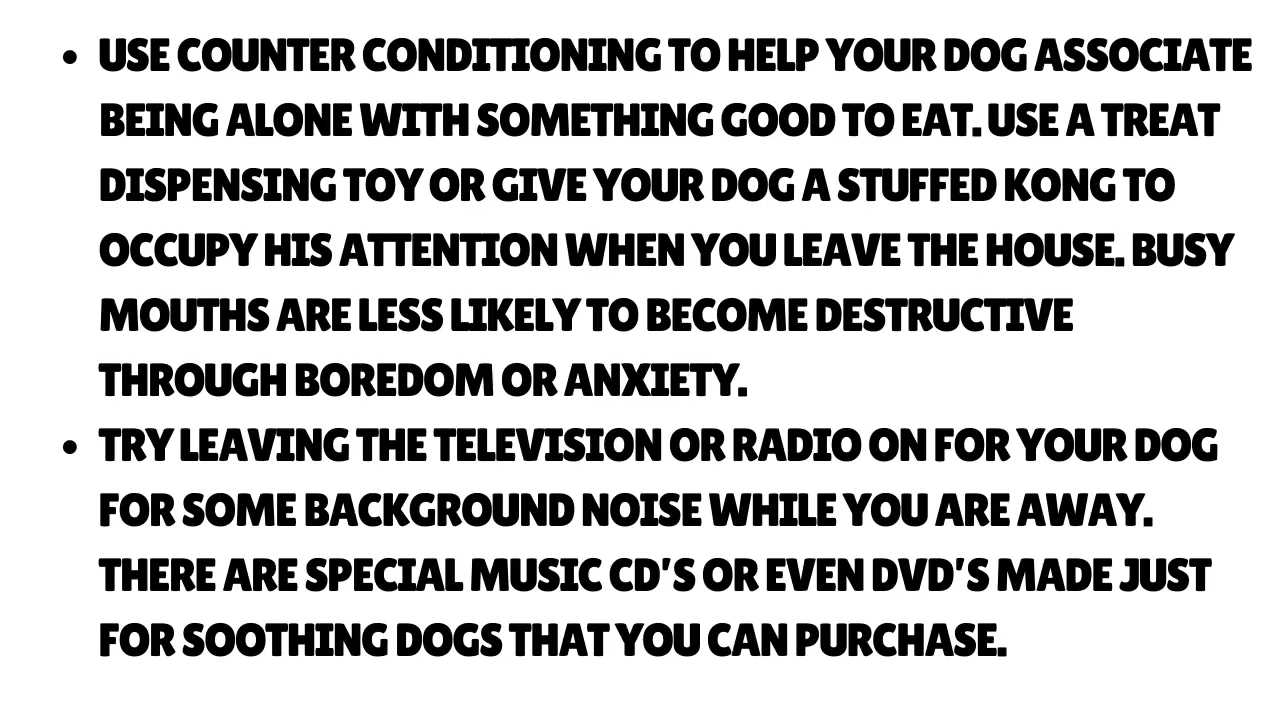 • USE COUNTER CONDITIONING TO HELP YOUR DOG ASSOCIATE
BEING ALONE WITH SOMETHING GOOD TO EAT. USE A TREAT
DISPENSING TOY OR GIVE YOUR DOG A STUFFED KONG TO
OCCUPY HIS ATTENTION WHEN YOU LEAVE THE HOUSE. BUSY
MOUTHS ARE LESS LIKELY TO BECOME DESTRUCTIVE
THROUGH BOREDOM OR ANXIETY.
• TRY LEAVING THE TELEVISION OR RADIO ON FOR YOUR DOG
FOR SOME BACKGROUND NOISE WHILE YOU ARE AWAY.
THERE ARE SPECIAL MUSIC CD'S OR EVEN DVD'S MADE JUST
FOR SOOTHING DOGS THAT YOU CAN PURCHASE.